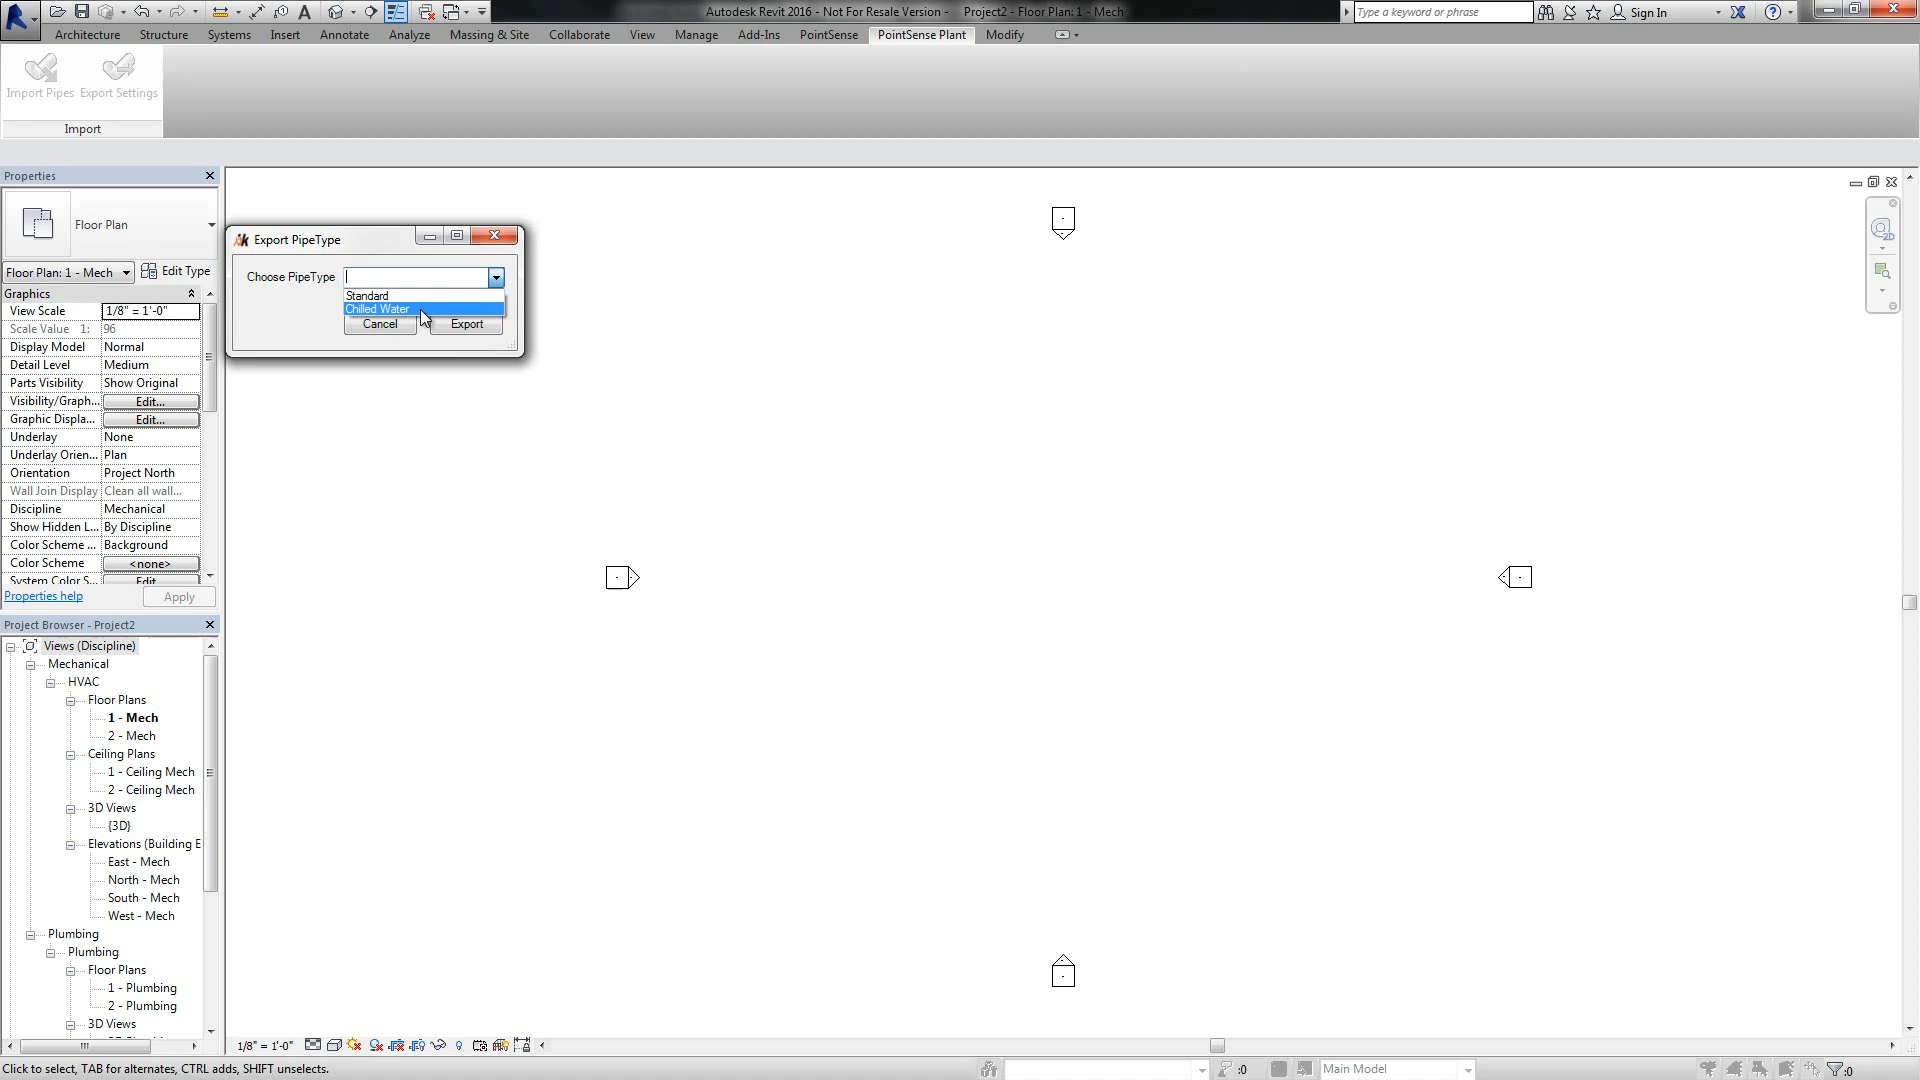 Autodesk Revit 2016 - Not For Resale Version - Project2 - Floor Plan: 1 - Mech
Type a keyword or phrase
Sign In
Architecture Structure Systems Insert Annotate Analyze Massing & Site Collaborate View Manage Add-Ins PointSense PointSense Plant Modify
Import Pipes Export Settings
Import
Properties
Floor Plan
Floor Plan: 1 - Mech Edit Type
Graphics
View Scale 1/8" = 1'-0"
Scale Value 1: 96
Display Model Normal
Detail Level Medium
Parts Visibility Show Original
Visibility/Graph... Edit...
Graphic Displa... Edit...
Underlay None
Underlay Orien... Plan
Orientation Project North
Wall Join Display Clean all wall...
Discipline Mechanical
Show Hidden L... By Discipline
Color Scheme ... Background
Color Scheme <none>
System Color S... Edit
Properties help Apply
Export PipeType
Choose PipeType
Standard
Chilled Water
Cancel Export
2D
Project Browser - Project2
Views (Discipline)
Mechanical
HVAC
Floor Plans
1 - Mech
2 - Mech
Ceiling Plans
1 - Ceiling Mech
2 - Ceiling Mech
3D Views
{3D}
Elevations (Building E
East - Mech
North - Mech
South - Mech
West - Mech
Plumbing
Plumbing
Floor Plans
1 - Plumbing
2 - Plumbing
3D Views
1/8" = 1'-0"
Click to select, TAB for alternates, CTRL adds, SHIFT unselects.
:0
Main Model
:0